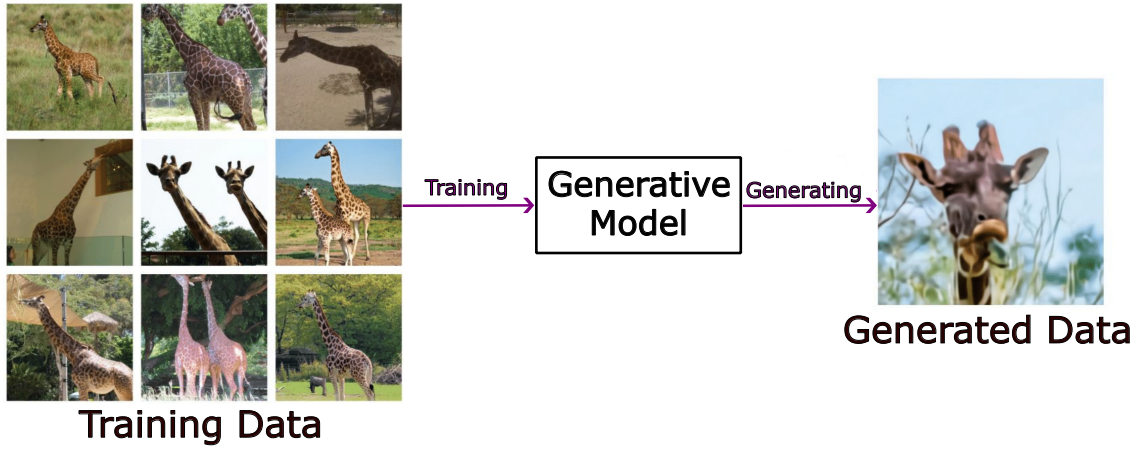 Training
Generative
Model
Generating
Generated Data
Training Data